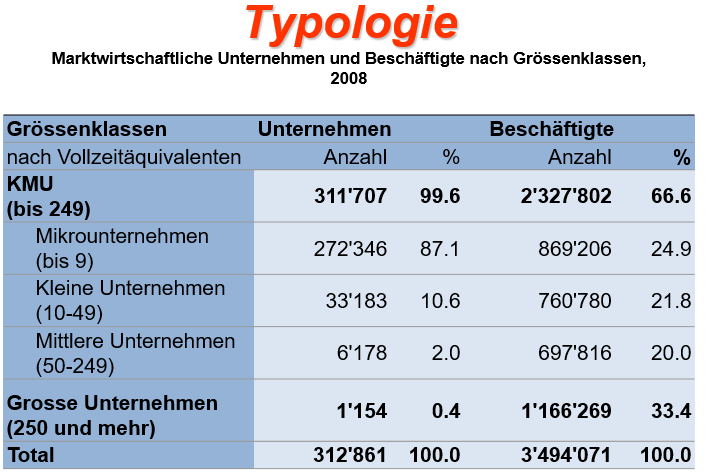 Typologie
Marktwirtschaftliche Unternehmen und Beschäftigte nach Grössenklassen,
2008
Grössenklassen Unternehmen Beschäftigte
nach Vollzeitäquivalenten Anzahl % Anzahl %
KMU
(bis 249) 311'707 99.6 2'327'802 66.6
Mikrounternehmen
(bis 9) 272'346 87.1 869'206 24.9
Kleine Unternehmen
(10-49) 33'183 10.6 760'780 21.8
Mittlere Unternehmen
(50-249) 6'178 2.0 697'816 20.0
Grosse Unternehmen
(250 und mehr) 1'154 0.4 1'166'269 33.4
Total 312'861 100.0 3'494'071 100.0